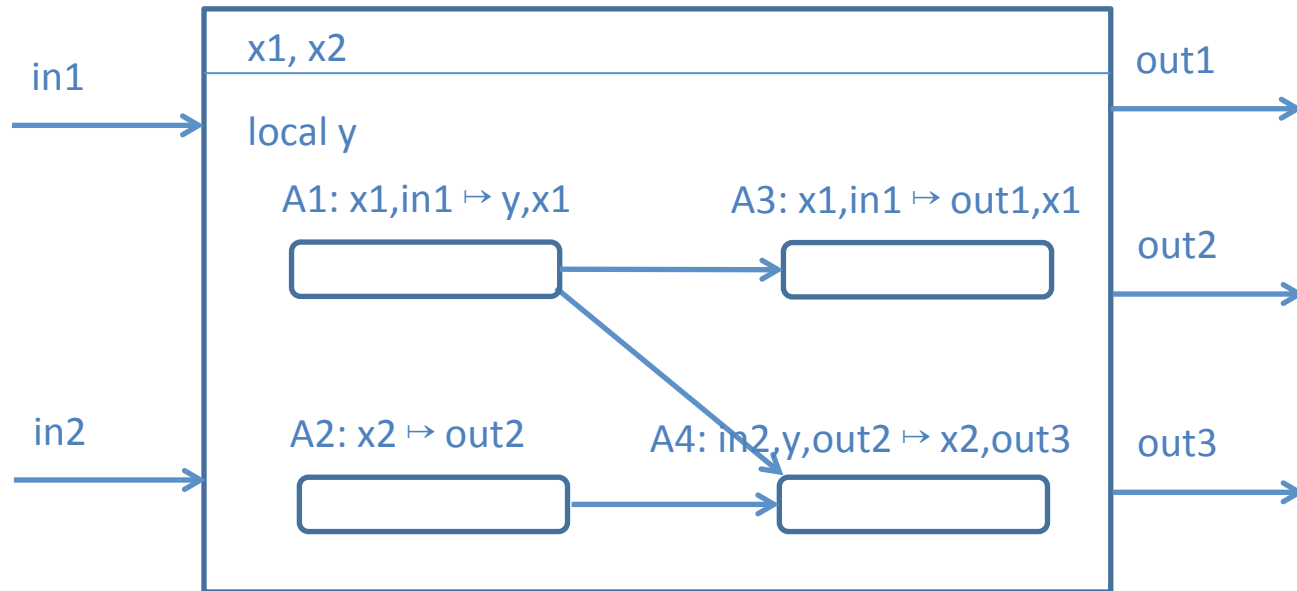 x1, x2
in1
out1
local y
A1: x1,in1 ↦ y,x1
A3: x1,in1 ↦ out1,x1
out2
in2
A2: x2 ↦ out2
A4: in2,y,out2 ↦ x2,out3
out3